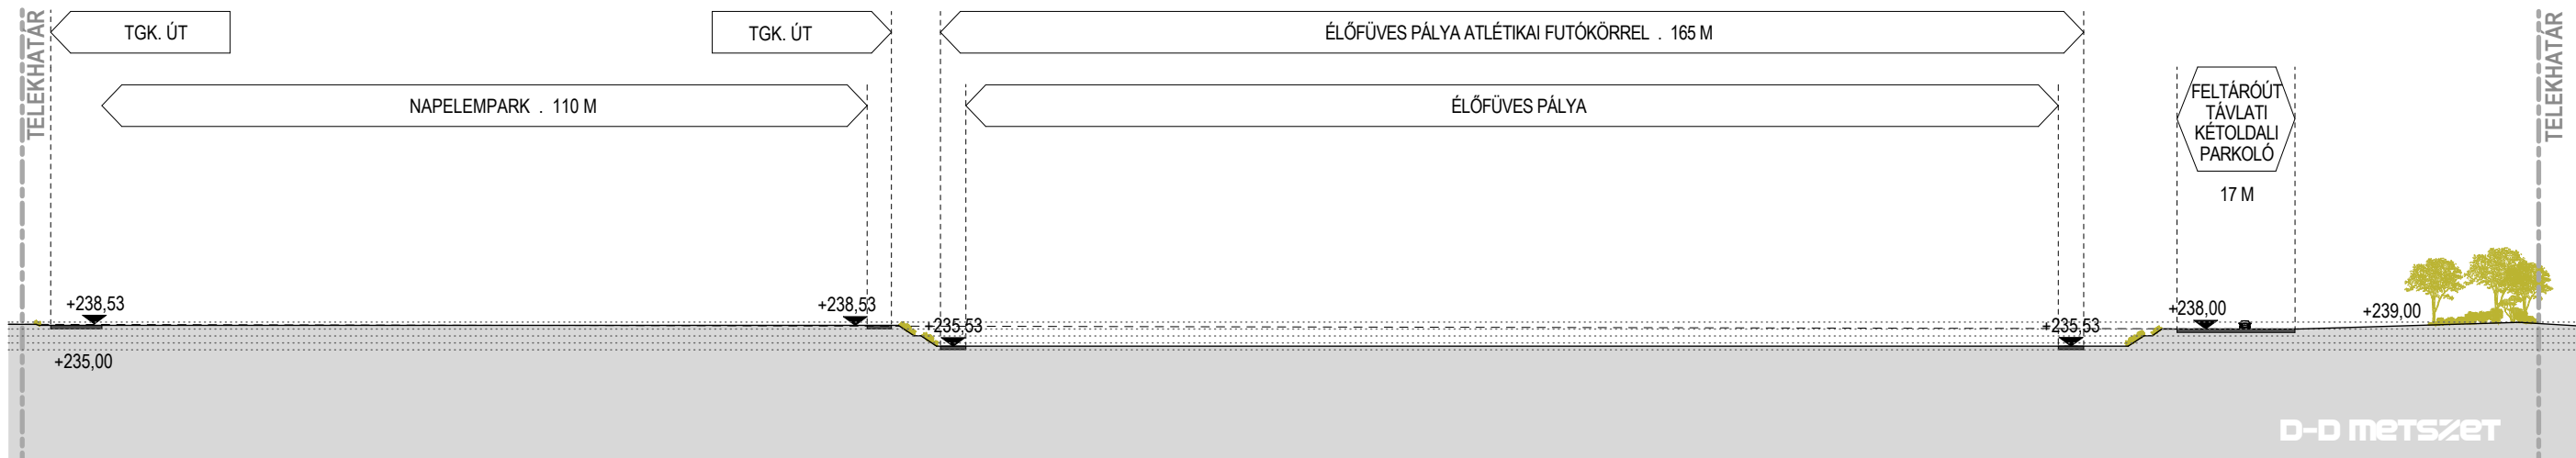 TELEKHATÁR
TGK. ÚT
TGK. ÚT
ÉLŐFÜVES PÁLYA ATLÉTIKAI FUTÓKÖRREL . 165 M
TELEKHATÁR
NAPELEMPARK . 110 M
ÉLŐFÜVES PÁLYA
FELTÁRÓÚT
TÁVLATI
KÉTOLDALI
PARKOLÓ
17 M
+238,53
+238,53
+235,53
+235,53
+238,00
+239,00
+235,00
D-D METSZET